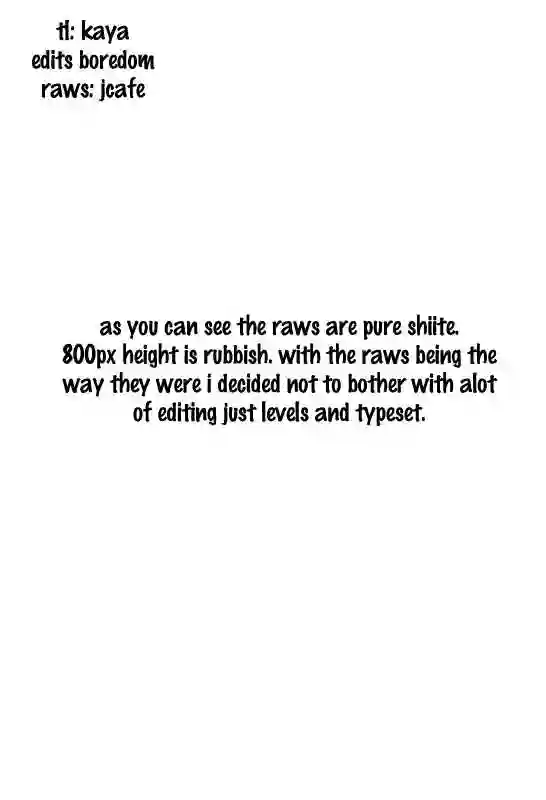 tl: kaya
edits boredom
raws: jcafe
as you can see the raws are pure shiite.
800px height is rubbish. with the raws being the
way they were i decided not to bother with alot
of editing just levels and typeset.